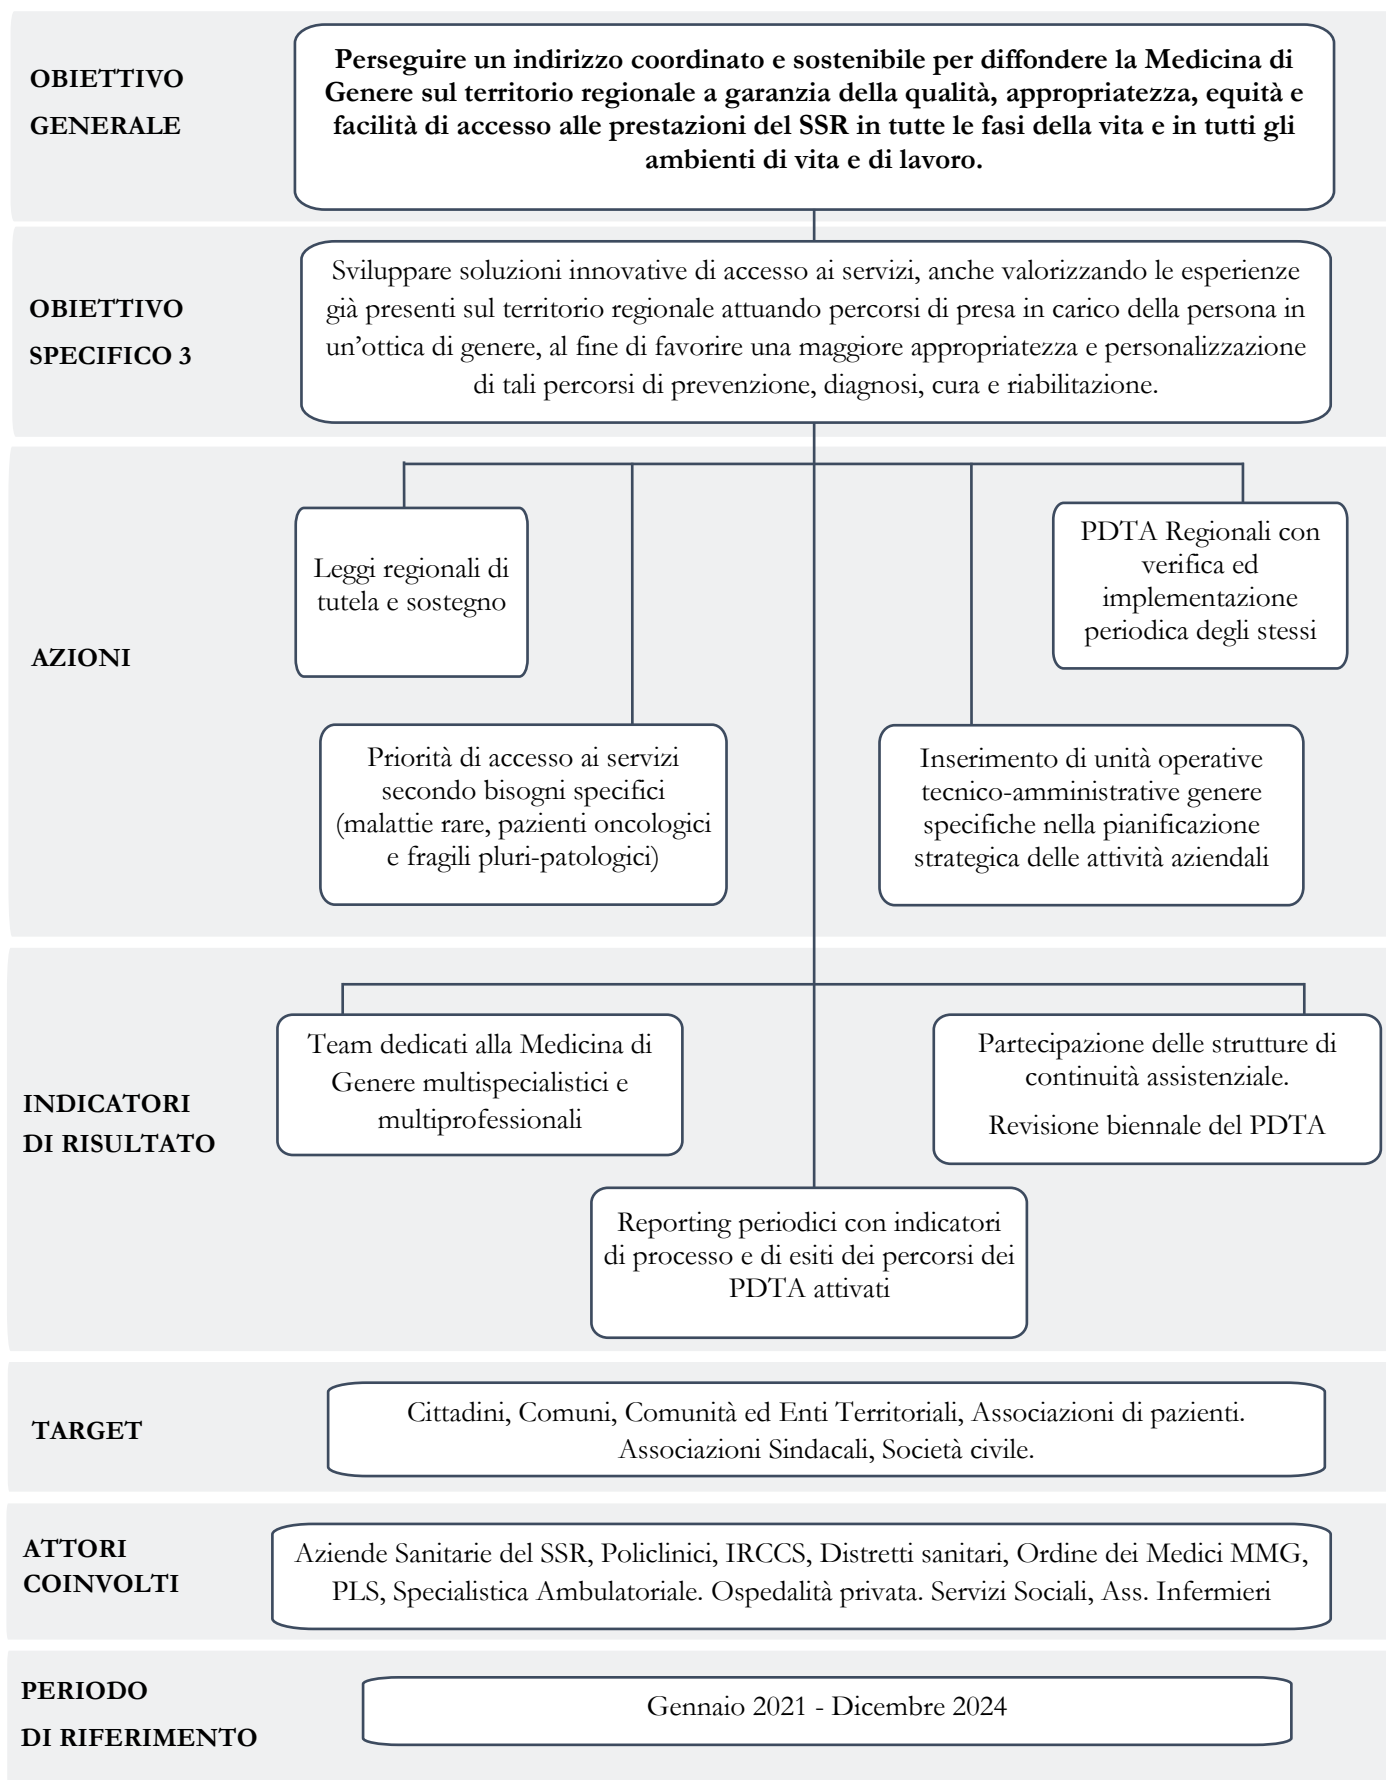 OBIETTIVO
GENERALE
Perseguire un indirizzo coordinato e sostenibile per diffondere la Medicina di
Genere sul territorio regionale a garanzia della qualità, appropriatezza, equità e
facilità di accesso alle prestazioni del SSR in tutte le fasi della vita e in tutti gli
ambienti di vita e di lavoro.
OBIETTIVO
SPECIFICO 3
Sviluppare soluzioni innovative di accesso ai servizi, anche valorizzando le esperienze
già presenti sul territorio regionale attuando percorsi di presa in carico della persona in
un'ottica di genere, al fine di favorire una maggiore appropriatezza e personalizzazione
di tali percorsi di prevenzione, diagnosi, cura e riabilitazione.
AZIONI
Leggi regionali di
tutela e sostegno
PDTA Regionali con
verifica ed
implementazione
periodica degli stessi
Priorità di accesso ai servizi
secondo bisogni specifici
(malattie rare, pazienti oncologici
e fragili pluri-patologici)
Inserimento di unità operative
tecnico-amministrative genere
specifiche nella pianificazione
strategica delle attività aziendali
INDICATORI
DI RISULTATO
Team dedicati alla Medicina di
Genere multispecialistici e
multiprofessionali
Partecipazione delle strutture di
continuità assistenziale.
Revisione biennale del PDTA
Reporting periodici con indicatori
di processo e di esiti dei percorsi dei
PDTA attivati
TARGET
Cittadini, Comuni, Comunità ed Enti Territoriali, Associazioni di pazienti.
Associazioni Sindacali, Società civile.
ATTORI
COINVOLTI
Aziende Sanitarie del SSR, Policlinici, IRCCS, Distretti sanitari, Ordine dei Medici MMG,
PLS, Specialistica Ambulatoriale. Ospedalità privata. Servizi Sociali, Ass. Infermieri
PERIODO
DI RIFERIMENTO
Gennaio 2021 - Dicembre 2024